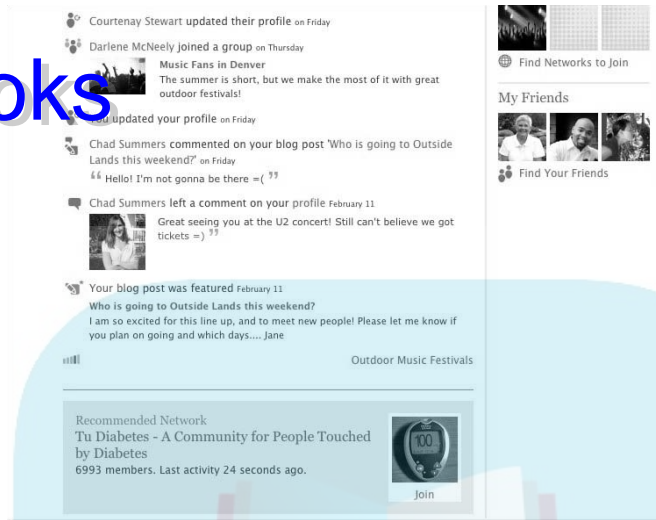 Courtenay Stewart updated their profile on Friday
Darlene McNeely joined a group on Thursday
Music Fans in Denver
The summer is short, but we make the most of it with great
outdoor festivals!
oks
You updated your profile on Friday
Chad Summers commented on your blog post 'Who is going to Outside
Lands this weekend?' on Friday
“ Hello! I'm not gonna be there =( ”
Chad Summers left a comment on your profile February 11
Great seeing you at the U2 concert! Still can't believe we got
tickets =) ”
Your blog post was featured February 11
Who is going to Outside Lands this weekend?
I am so excited for this line up, and to meet new people! Please let me know if
you plan on going and which days.... Jane
Outdoor Music Festivals
Recommended Network
Tu Diabetes - A Community for People Touched
by Diabetes
6993 members. Last activity 24 seconds ago.
100
Join
Find Networks to Join
My Friends
Find Your Friends